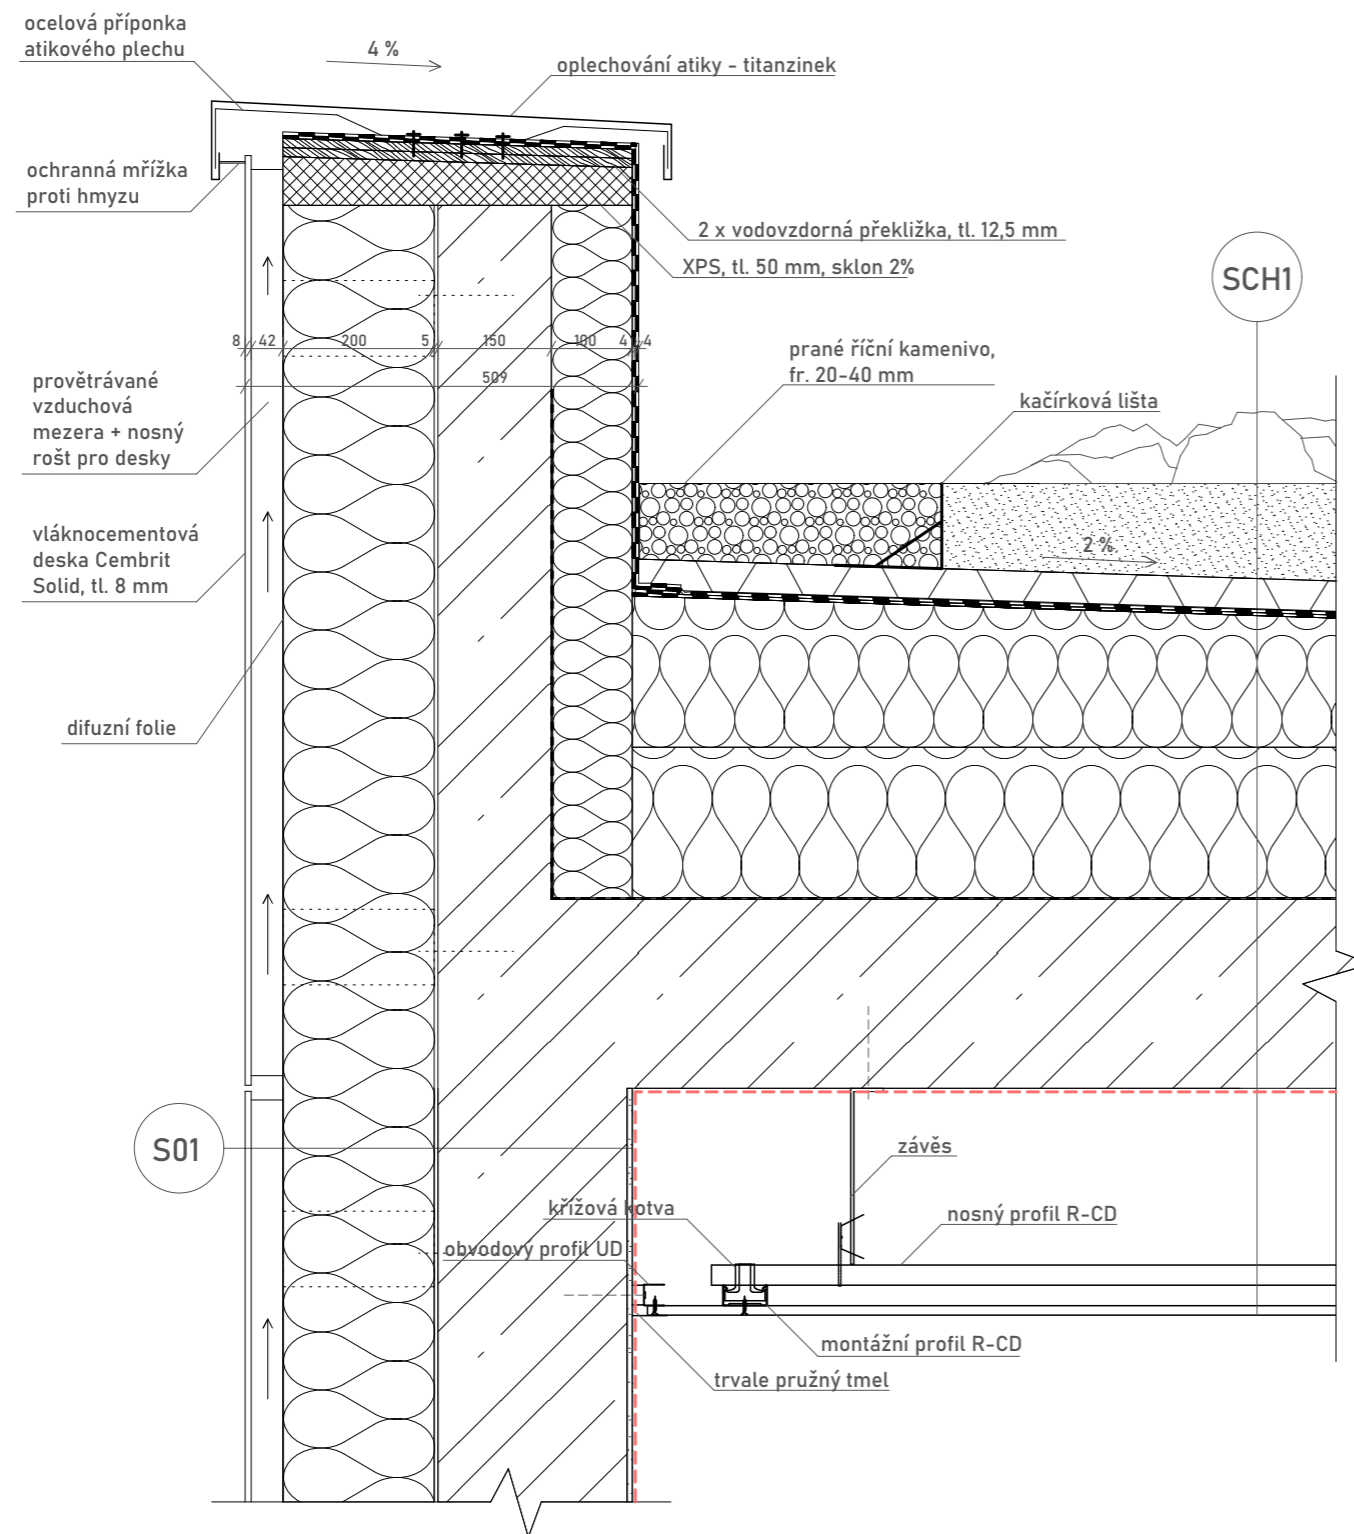 ocelová příponka
atikového plechu
4 %
oplechování atiky - titanzinek
ochranná mřížka
proti hmyzu
2 x vodovzdorná překližka, tl. 12,5 mm
XPS, tl. 50 mm, sklon 2%
SCH1
8
42
200
5
150
100
4
4
509
prané říční kamenivo,
fr. 20-40 mm
kačírková lišta
provětrávané
vzduchová
mezera + nosný
rošt pro desky
vláknocementová
deska Cembrit
Solid, tl. 8 mm
2 %
difuzní folie
S01
závěs
křížová kotva
nosný profil R-CD
obvodový profil UD
montážní profil R-CD
trvale pružný tmel